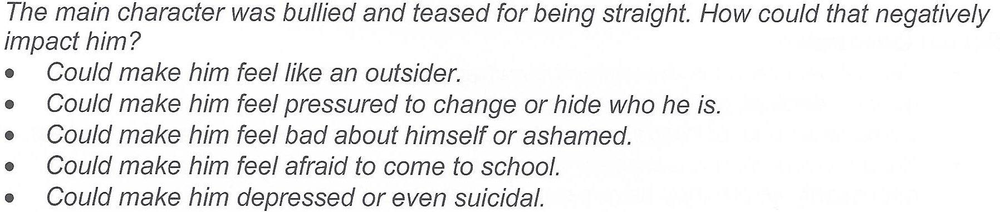 The main character was bullied and teased for being straight. How could that negatively
impact him?
• Could make him feel like an outsider.
• Could make him feel pressured to change or hide who he is.
• Could make him feel bad about himself or ashamed.
• Could make him feel afraid to come to school.
• Could make him depressed or even suicidal.